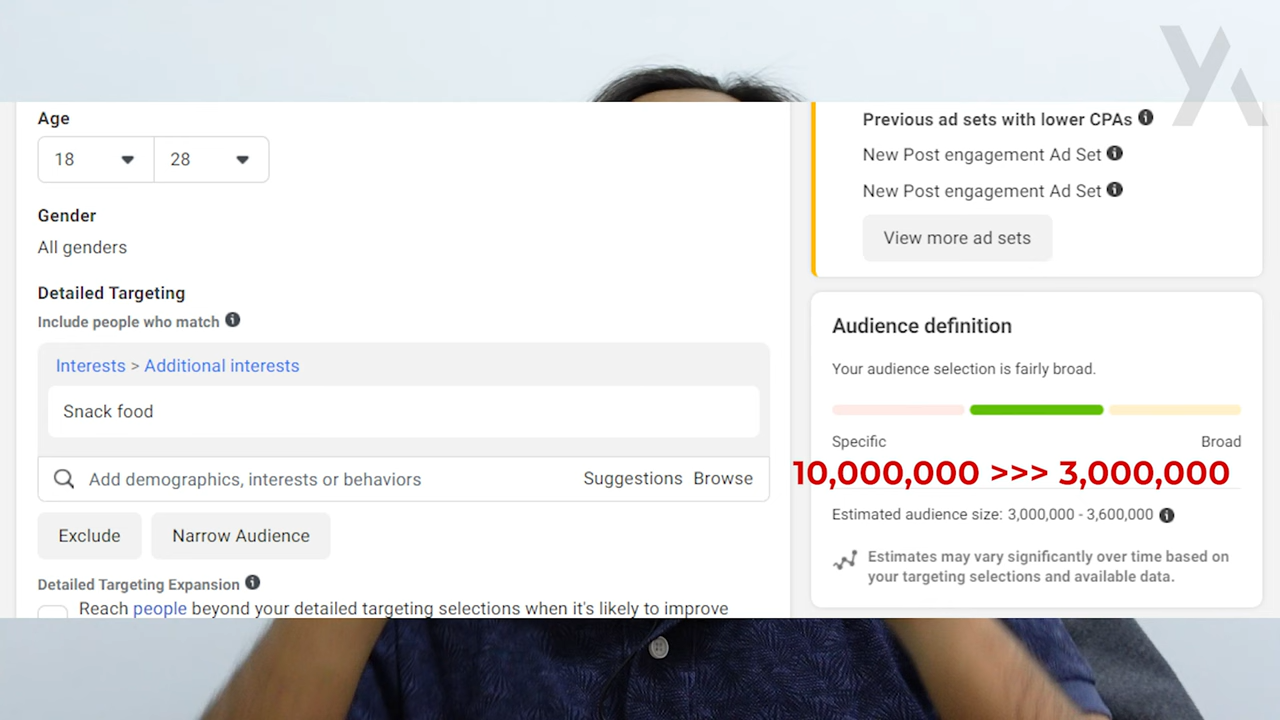 Age
18 28
Gender
All genders
Detailed Targeting
Include people who match
Interests > Additional interests
Snack food
Add demographics, interests or behaviors Suggestions Browse
Exclude Narrow Audience
Detailed Targeting Expansion
Reach people beyond your detailed targeting selections when it's likely to improve
Previous ad sets with lower CPAs
New Post engagement Ad Set
New Post engagement Ad Set
View more ad sets
Audience definition
Your audience selection is fairly broad.
Specific Broad
10,000,000 >>> 3,000,000
Estimated audience size: 3,000,000 - 3,600,000
Estimates may vary significantly over time based on
your targeting selections and available data.